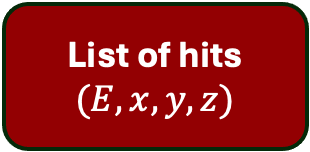 List of hits
(E, x, y, z)